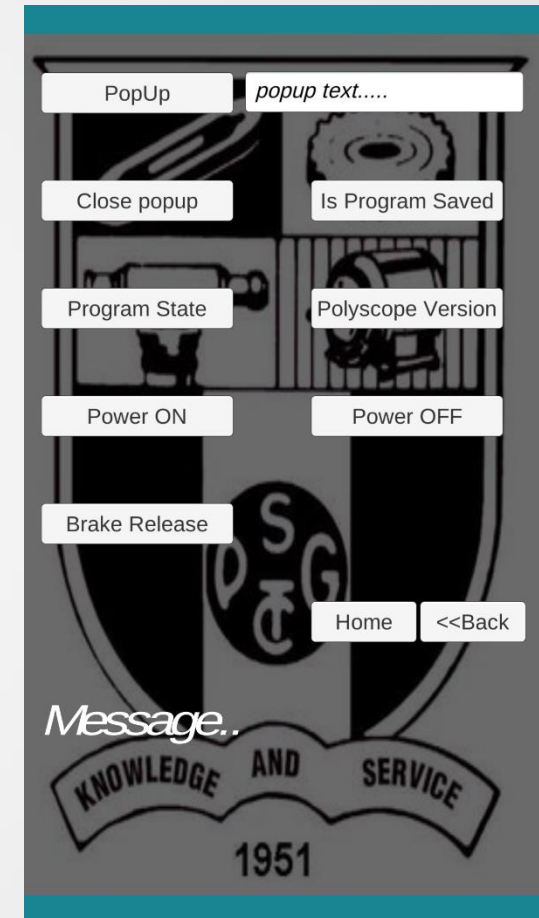 PopUp popup text.....
Close popup Is Program Saved
Program State Polyscope Version
Power ON Power OFF
Brake Release
P S G C T
Home <<Back
Message..
KNOWLEDGE AND SERVICE
1951